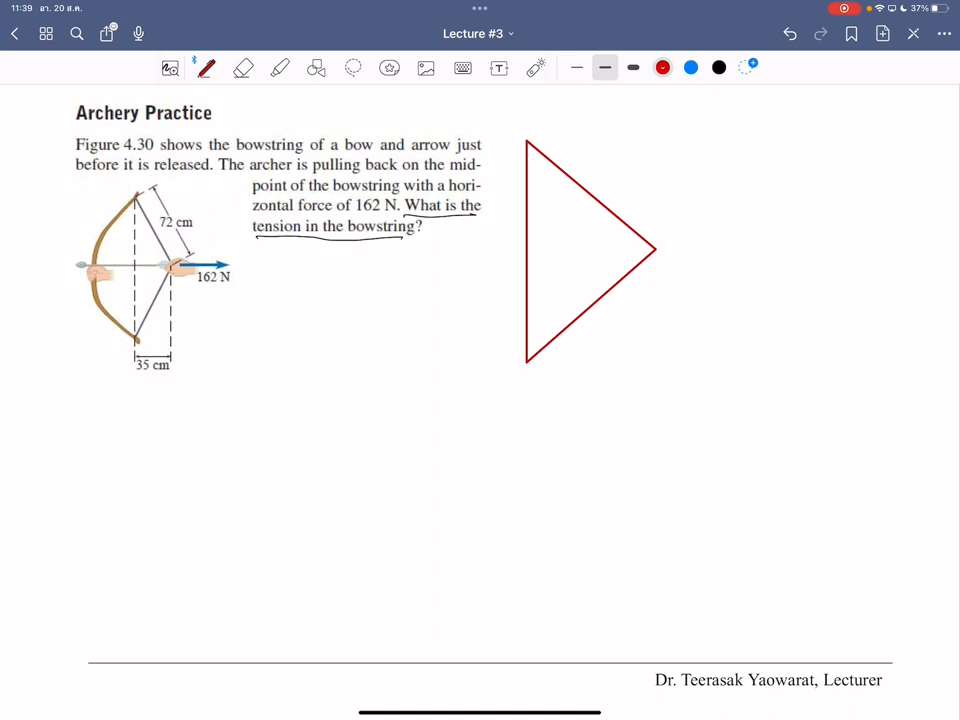 11:39 อา. 20 ส.ค.
37%
Lecture #3
Archery Practice
Figure 4.30 shows the bowstring of a bow and arrow just
before it is released. The archer is pulling back on the mid-
point of the bowstring with a hori-
zontal force of 162 N. What is the
tension in the bowstring?
72 cm
162 N
35 cm
Dr. Teerasak Yaowarat, Lecturer